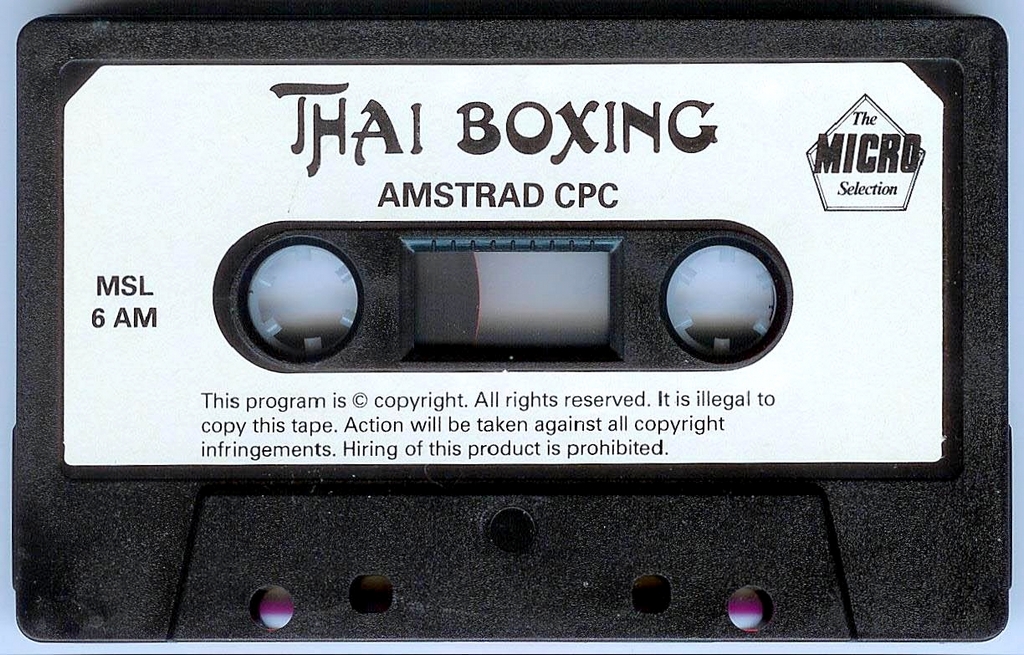 THAI BOXING
AMSTRAD CPC
The
MICRO
Selection
MSL
6 AM
This program is © copyright. All rights reserved. It is illegal to
copy this tape. Action will be taken against all copyright
infringements. Hiring of this product is prohibited.